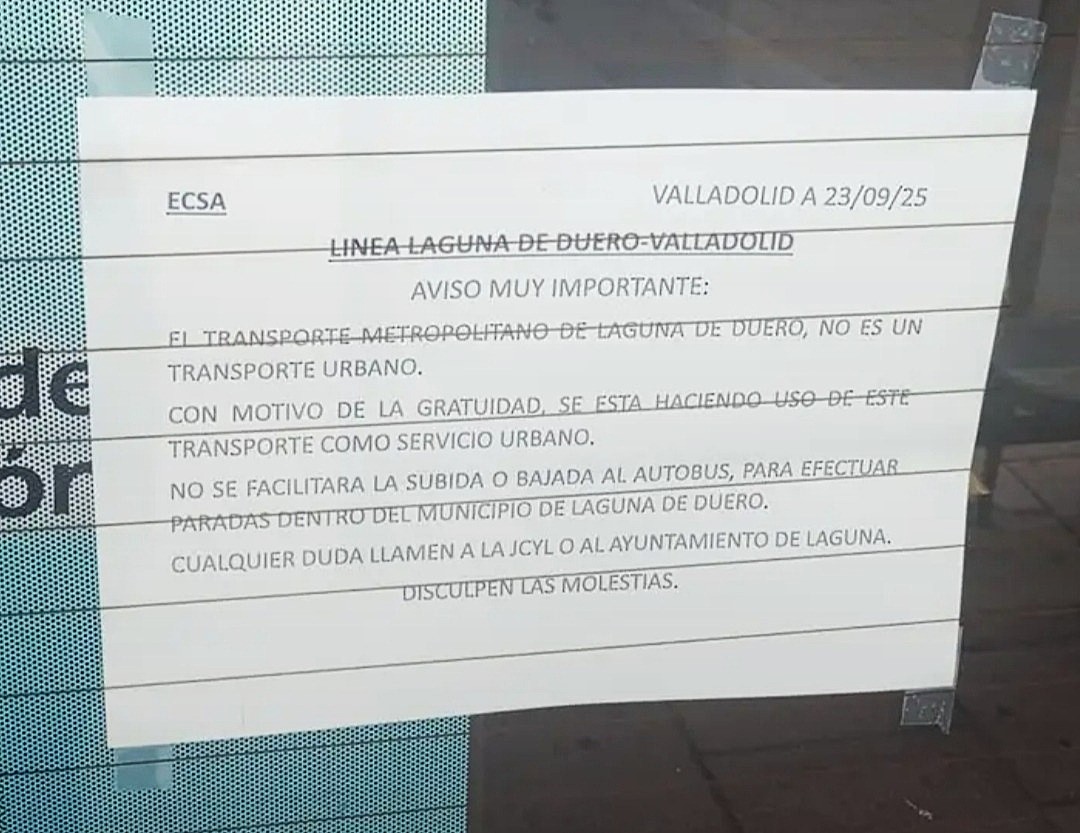 ECSA
VALLADOLID A 23/09/25
LINEA LAGUNA DE DUERO-VALLADOLID
AVISO MUY IMPORTANTE:
EL TRANSPORTE METROPOLITANO DE LAGUNA DE DUERO, NO ES UN
TRANSPORTE URBANO.
CON MOTIVO DE LA GRATUIDAD, SE ESTA HACIENDO USO DE ESTE
TRANSPORTE COMO SERVICIO URBANO.
NO SE FACILITARA LA SUBIDA O BAJADA AL AUTOBUS, PARA EFECTUAR
PARADAS DENTRO DEL MUNICIPIO DE LAGUNA DE DUERO.
CUALQUIER DUDA LLAMEN A LA JCYL O AL AYUNTAMIENTO DE LAGUNA.
DISCULPEN LAS MOLESTIAS.
de
ón